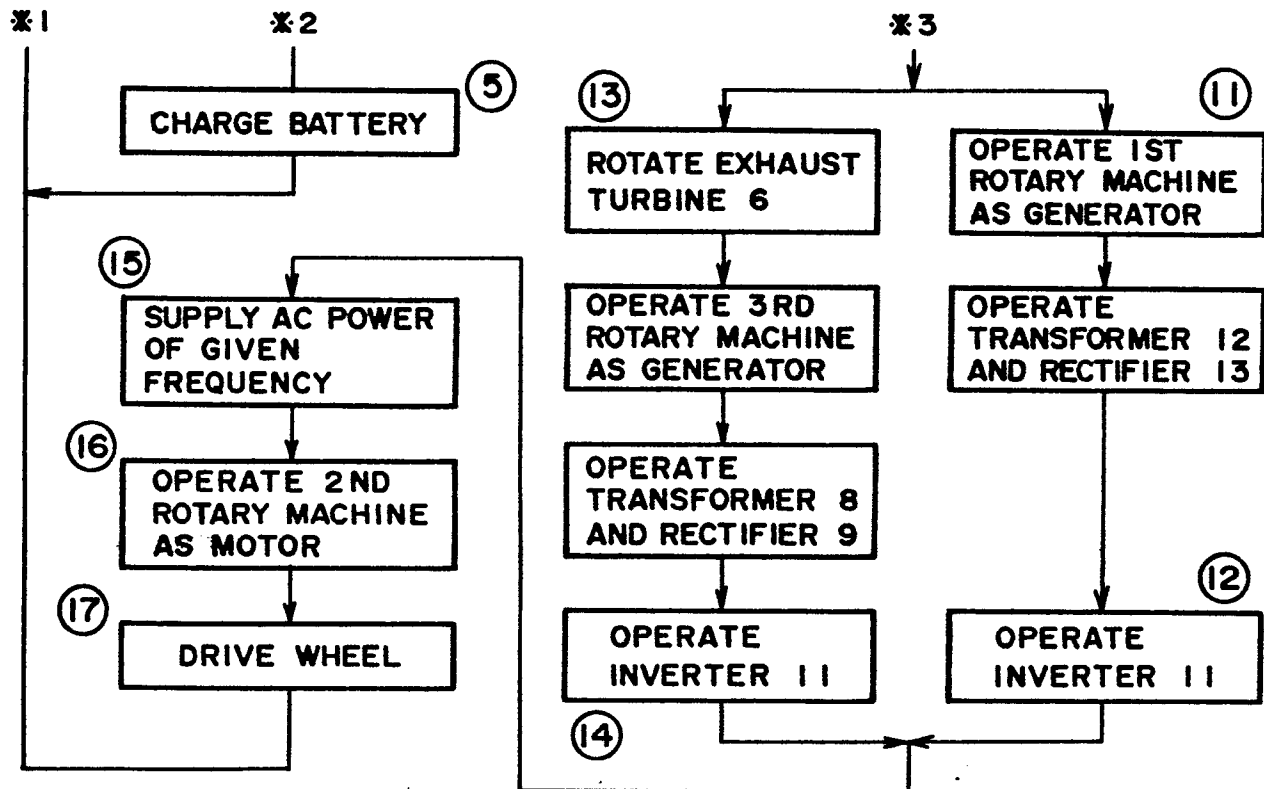 ※1
※2
※3
5
CHARGE BATTERY
15
SUPPLY AC POWER
OF GIVEN
FREQUENCY
16
OPERATE 2ND
ROTARY MACHINE
AS MOTOR
17
DRIVE WHEEL
13
ROTATE EXHAUST
TURBINE 6
OPERATE 3RD
ROTARY MACHINE
AS GENERATOR
OPERATE
TRANSFORMER 8
AND RECTIFIER 9
OPERATE
INVERTER 11
14
11
OPERATE 1ST
ROTARY MACHINE
AS GENERATOR
OPERATE
TRANSFORMER 12
AND RECTIFIER 13
12
OPERATE
INVERTER 11